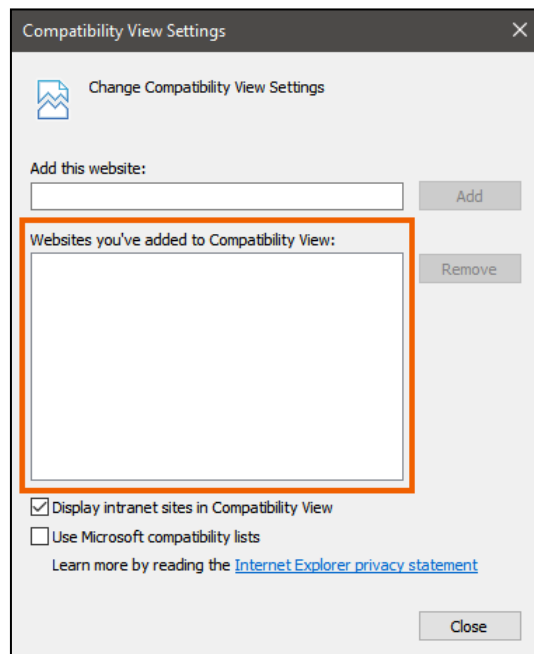 Compatibility View Settings
Change Compatibility View Settings
Add this website:
Add
Websites you've added to Compatibility View:
Remove
Display intranet sites in Compatibility View
Use Microsoft compatibility lists
Learn more by reading the Internet Explorer privacy statement
Close